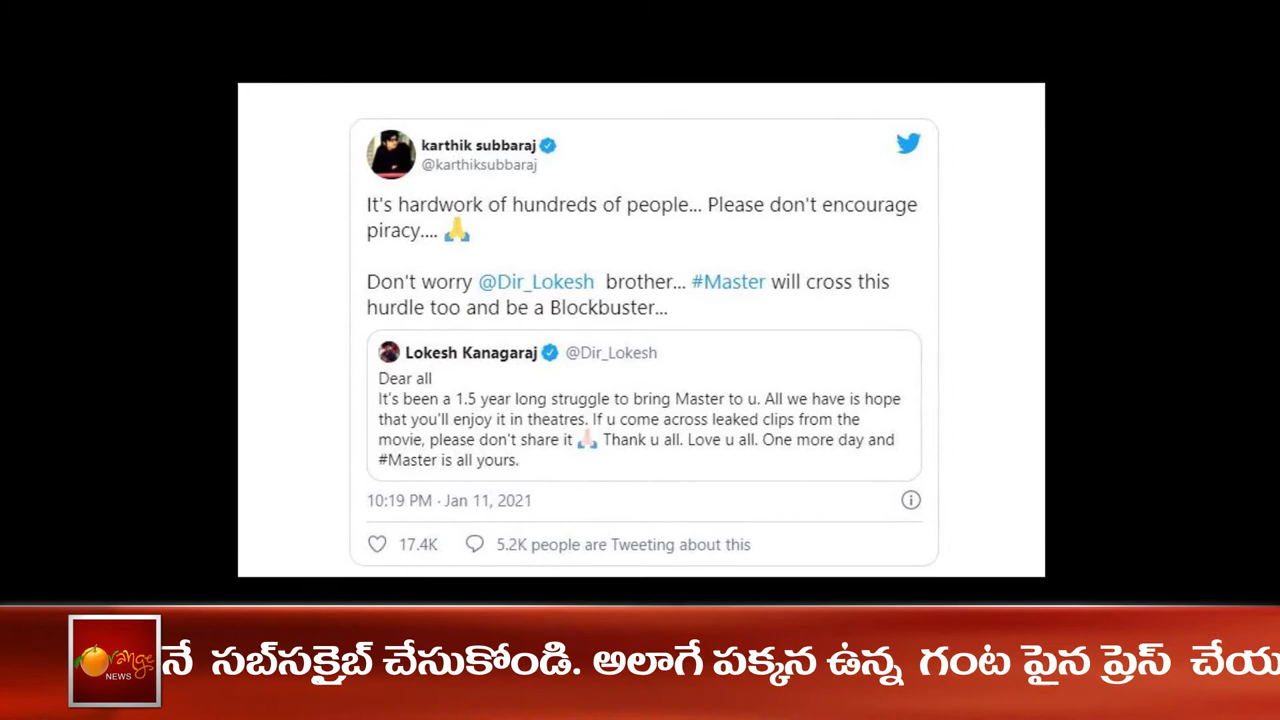 karthik subbaraj
@karthiksubbaraj
It's hardwork of hundreds of people... Please don't encourage
piracy.... 🙏
Don't worry @Dir_Lokesh brother... #Master will cross this
hurdle too and be a Blockbuster...
Lokesh Kanagaraj @Dir_Lokesh
Dear all
It's been a 1.5 year long struggle to bring Master to u. All we have is hope
that you'll enjoy it in theatres. If u come across leaked clips from the
movie, please don't share it 🙏🏻 Thank u all. Love u all. One more day and
#Master is all yours.
10:19 PM · Jan 11, 2021
17.4K 5.2K people are Tweeting about this
orange
NEWS
నే సబ్‌సక్రైబ్ చేసుకోండి. అలాగే పక్కన ఉన్న గంట పైన ప్రెస్ చేయ